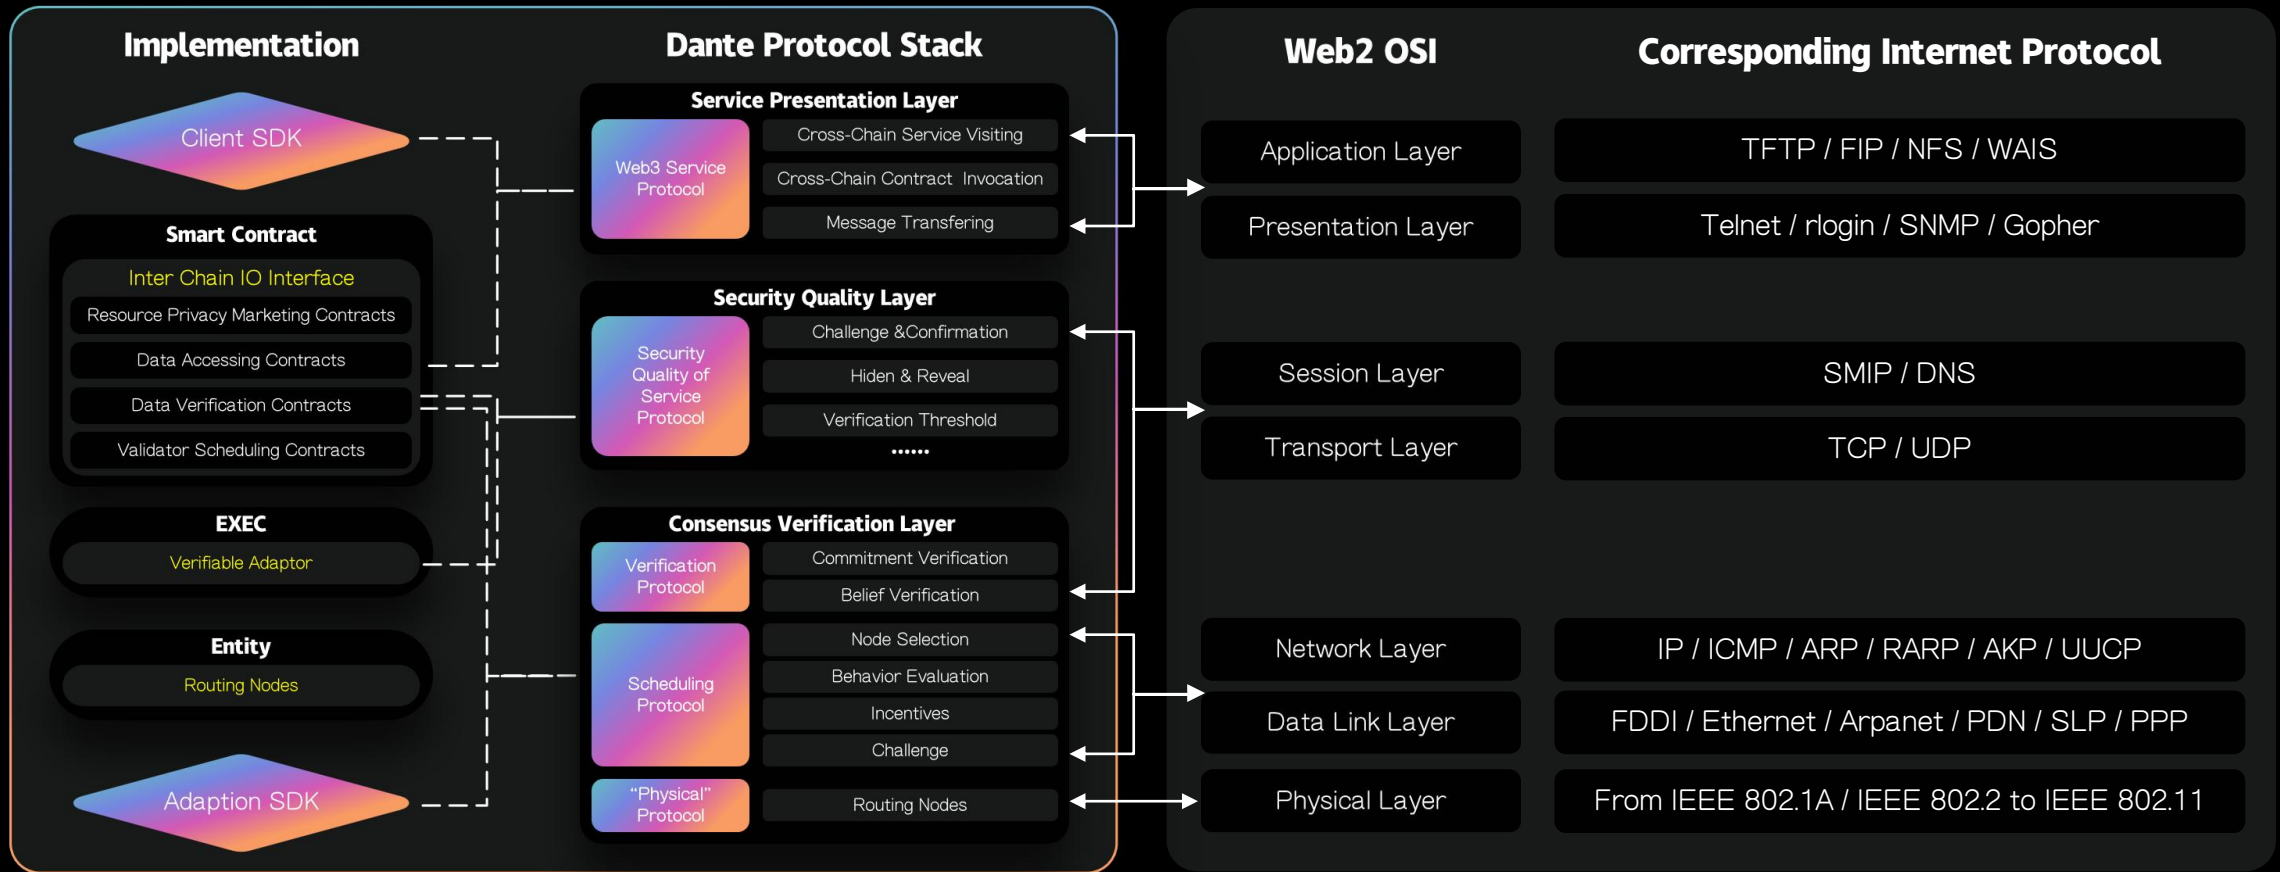 Implementation
Client SDK
Smart Contract
Inter Chain IO Interface
Resource Privacy Marketing Contracts
Data Accessing Contracts
Data Verification Contracts
Validator Scheduling Contracts
EXEC
Verifiable Adaptor
Entity
Routing Nodes
Adaption SDK
Dante Protocol Stack
Service Presentation Layer
Web3 Service
Protocol
Cross-Chain Service Visiting
Cross-Chain Contract Invocation
Message Transfering
Security Quality Layer
Security
Quality of
Service
Protocol
Challenge &Confirmation
Hiden & Reveal
Verification Threshold
......
Consensus Verification Layer
Verification
Protocol
Commitment Verification
Belief Verification
Scheduling
Protocol
Node Selection
Behavior Evaluation
Incentives
Challenge
“Physical”
Protocol
Routing Nodes
Web2 OSI
Corresponding Internet Protocol
Application Layer
TFTP / FIP / NFS / WAIS
Presentation Layer
Telnet / rlogin / SNMP / Gopher
Session Layer
SMIP / DNS
Transport Layer
TCP / UDP
Network Layer
IP / ICMP / ARP / RARP / AKP / UUCP
Data Link Layer
FDDI / Ethernet / Arpanet / PDN / SLP / PPP
Physical Layer
From IEEE 802.1A / IEEE 802.2 to IEEE 802.11